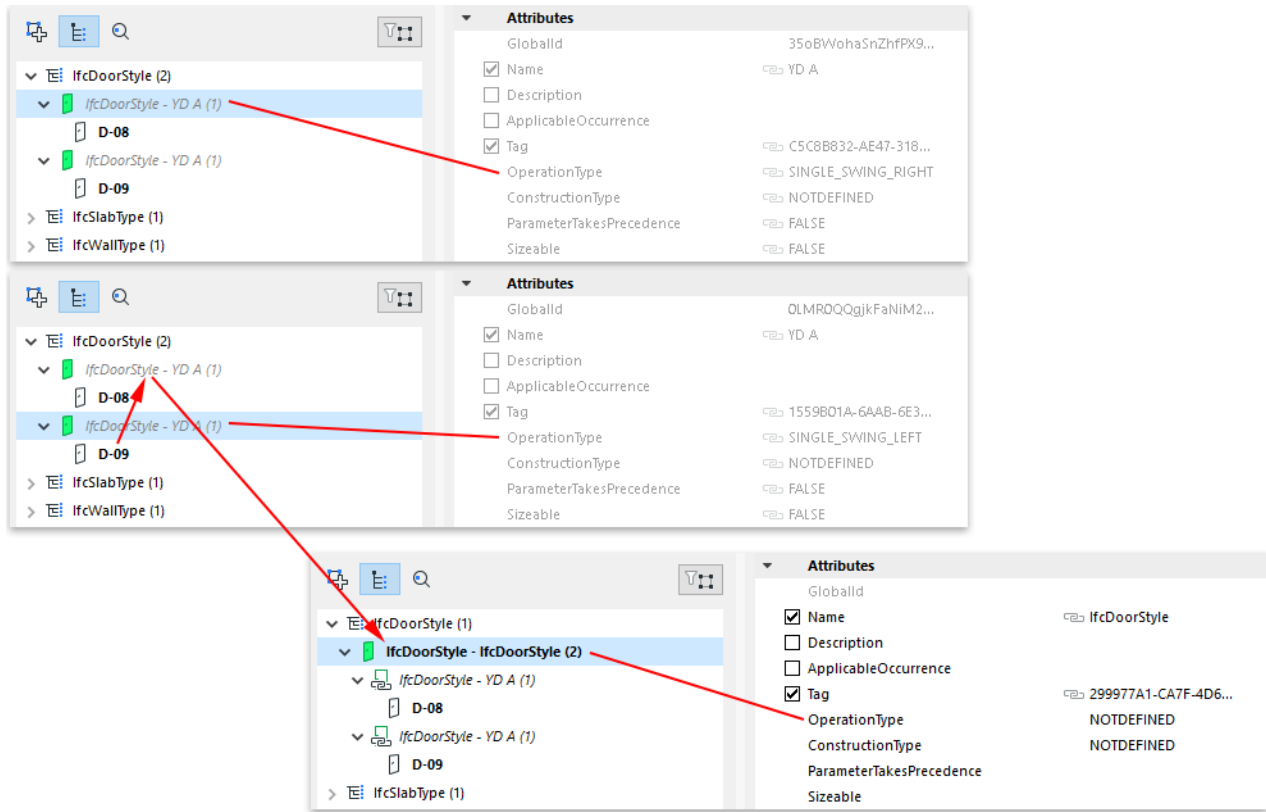 Attributes
GlobalId 35oBWohaSnZhfPX9...
IfcDoorStyle (2)
Name YD A
IfcDoorStyle - YD A (1)
Description
D-08
ApplicableOccurrence
IfcDoorStyle - YD A (1)
Tag C5C8B832-AE47-318...
D-09
OperationType SINGLE_SWING_RIGHT
ConstructionType NOTDEFINED
IfcSlabType (1)
ParameterTakesPrecedence FALSE
IfcWallType (1)
Sizeable FALSE
Attributes
GlobalId 0LMR0QQgjkFaNiM2...
IfcDoorStyle (2)
Name YD A
IfcDoorStyle - YD A (1)
Description
D-08
ApplicableOccurrence
IfcDoorStyle - YD A (1)
Tag 1559B01A-6AAB-6E3...
D-09
OperationType SINGLE_SWING_LEFT
ConstructionType NOTDEFINED
IfcSlabType (1)
ParameterTakesPrecedence FALSE
IfcWallType (1)
Sizeable FALSE
Attributes
GlobalId
IfcDoorStyle (1)
Name IfcDoorStyle
IfcDoorStyle - IfcDoorStyle (2)
Description
IfcDoorStyle - YD A (1)
ApplicableOccurrence
D-08
Tag 299977A1-CA7F-4D6...
IfcDoorStyle - YD A (1)
OperationType NOTDEFINED
D-09
ConstructionType NOTDEFINED
ParameterTakesPrecedence
IfcSlabType (1)
Sizeable